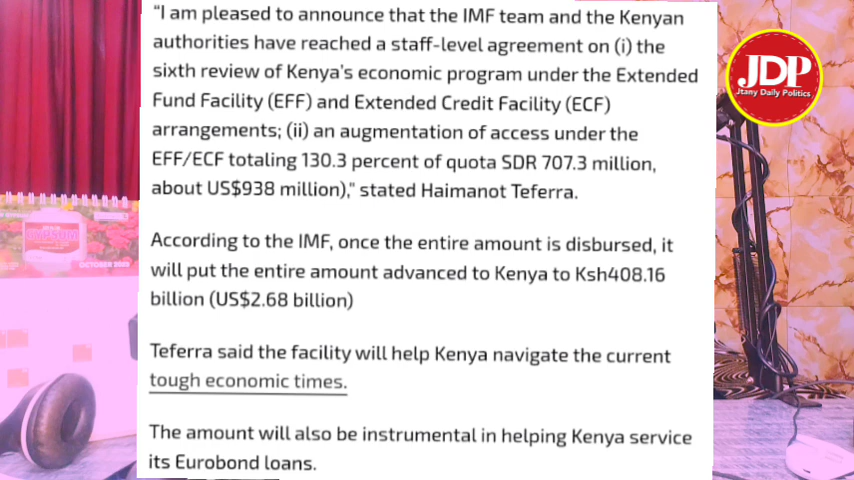 "I am pleased to announce that the IMF team and the Kenyan
authorities have reached a staff-level agreement on (i) the
sixth review of Kenya's economic program under the Extended
Fund Facility (EFF) and Extended Credit Facility (ECF)
arrangements; (ii) an augmentation of access under the
EFF/ECF totaling 130.3 percent of quota SDR 707.3 million,
about US$938 million)," stated Haimanot Teferra.
According to the IMF, once the entire amount is disbursed, it
will put the entire amount advanced to Kenya to Ksh408.16
billion (US$2.68 billion)
Teferra said the facility will help Kenya navigate the current
tough economic times.
The amount will also be instrumental in helping Kenya service
its Eurobond loans.
JDP
Jtany Daily Politics
OCTOBER 2023